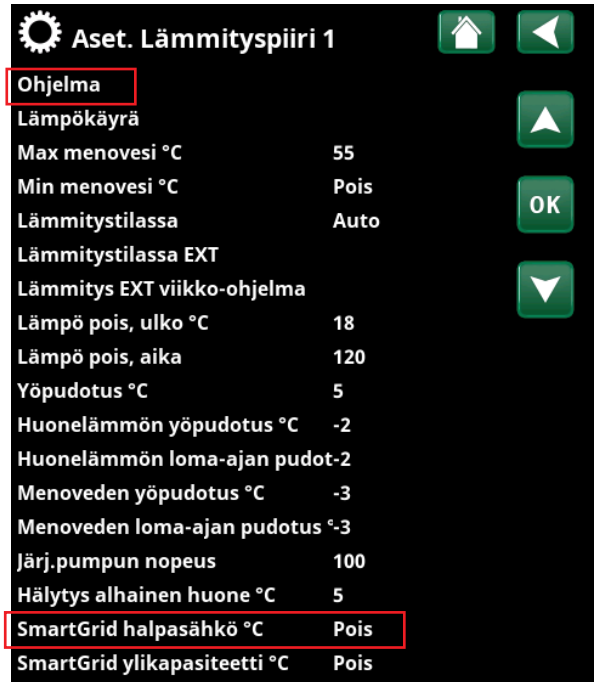 Aset. Lämmityspiiri 1
Ohjelma
Lämpökäyrä
Max menovesi °C 55
Min menovesi °C Pois
OK
Lämmitystilassa Auto
Lämmitystilassa EXT
Lämmitys EXT viikko-ohjelma
Lämpö pois, ulko °C 18
Lämpö pois, aika 120
Yöpudotus °C 5
Huonelämmön yöpudotus °C -2
Huonelämmön loma-ajan pudot-2
Menoveden yöpudotus °C -3
Menoveden loma-ajan pudotus °-3
Järj.pumpun nopeus 100
Hälytys alhainen huone °C 5
SmartGrid halpasähkö °C Pois
SmartGrid ylikapasiteetti °C Pois